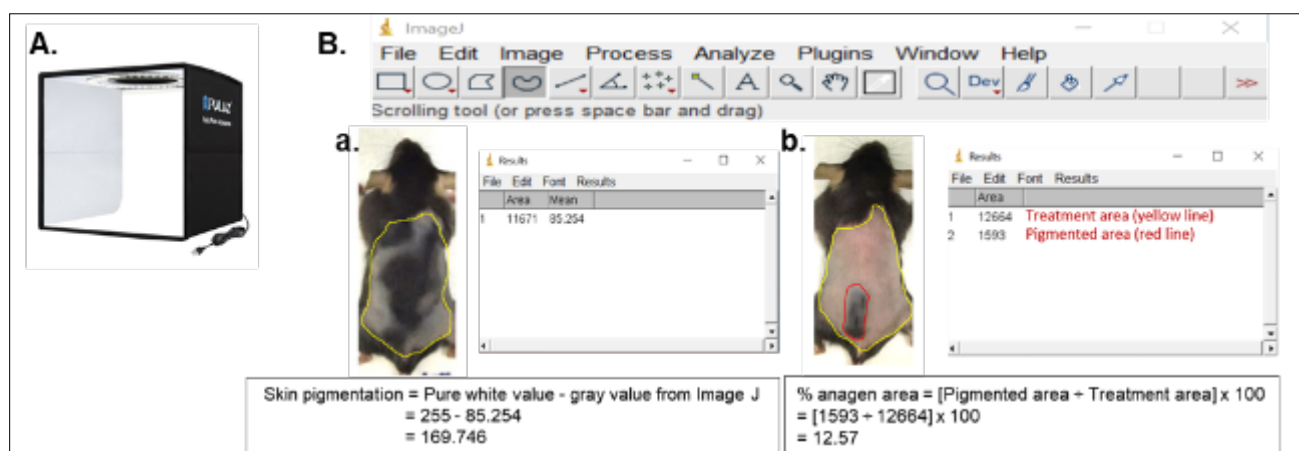 A.
PULUZ
B.
ImageJ
File Edit Image Process Analyze Plugins Window Help
A Dev >>
Scrolling tool (or press space bar and drag)
a.
Results
File Edit Font Results
Area Mean
1 11671 85.254
b.
Results
File Edit Font Results
Area
1 12664 Treatment area (yellow line)
2 1593 Pigmented area (red line)
Skin pigmentation = Pure white value - gray value from Image J
= 255 - 85.254
= 169.746
% anagen area = [Pigmented area ÷ Treatment area] x 100
= [1593 ÷ 12664] x 100
= 12.57